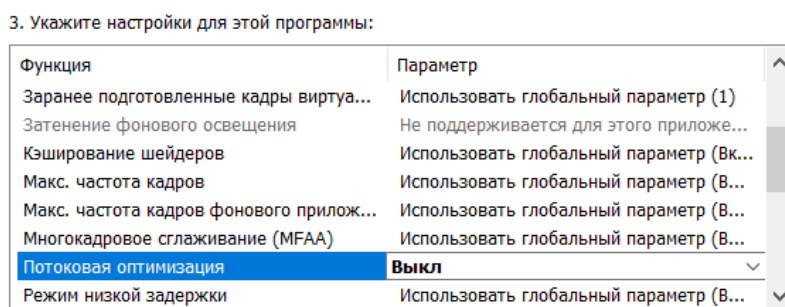 3. Укажите настройки для этой программы:
Функция Параметр
Заранее подготовленные кадры виртуа... Использовать глобальный параметр (1)
Затенение фонового освещения Не поддерживается для этого приложе...
Кэширование шейдеров Использовать глобальный параметр (Вк...
Макс. частота кадров Использовать глобальный параметр (В...
Макс. частота кадров фонового прилож... Использовать глобальный параметр (В...
Многокадровое сглаживание (MFAA) Использовать глобальный параметр (В...
Потоковая оптимизация Выкл
Режим низкой задержки Использовать глобальный параметр (В...